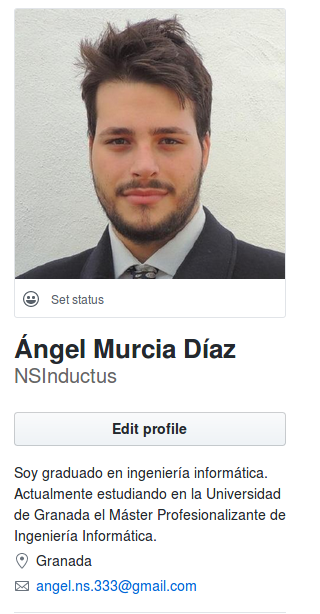 Set status
Ángel Murcia Díaz
NSInductus
Edit profile
Soy graduado en ingeniería informática.
Actualmente estudiando en la Universidad
de Granada el Máster Profesionalizante de
Ingeniería Informática.
Granada
angel.ns.333@gmail.com